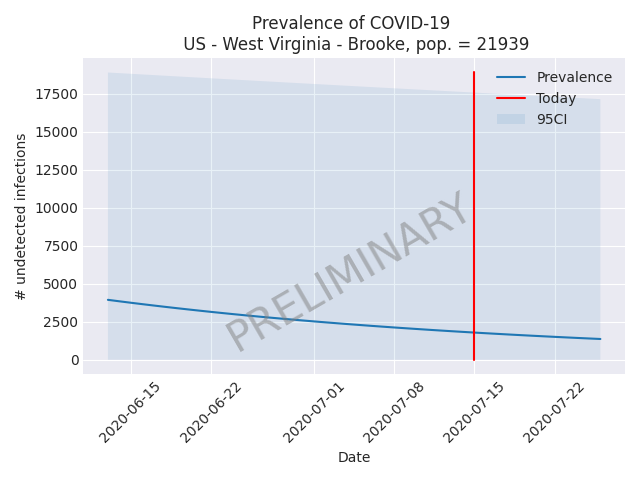 Prevalence of COVID-19
US - West Virginia - Brooke, pop. = 21939
Prevalence
Today
95CI
# undetected infections
17500
15000
12500
10000
7500
5000
2500
0
PRELIMINARY
2020-06-15
2020-06-22
2020-07-01
2020-07-08
2020-07-15
2020-07-22
Date